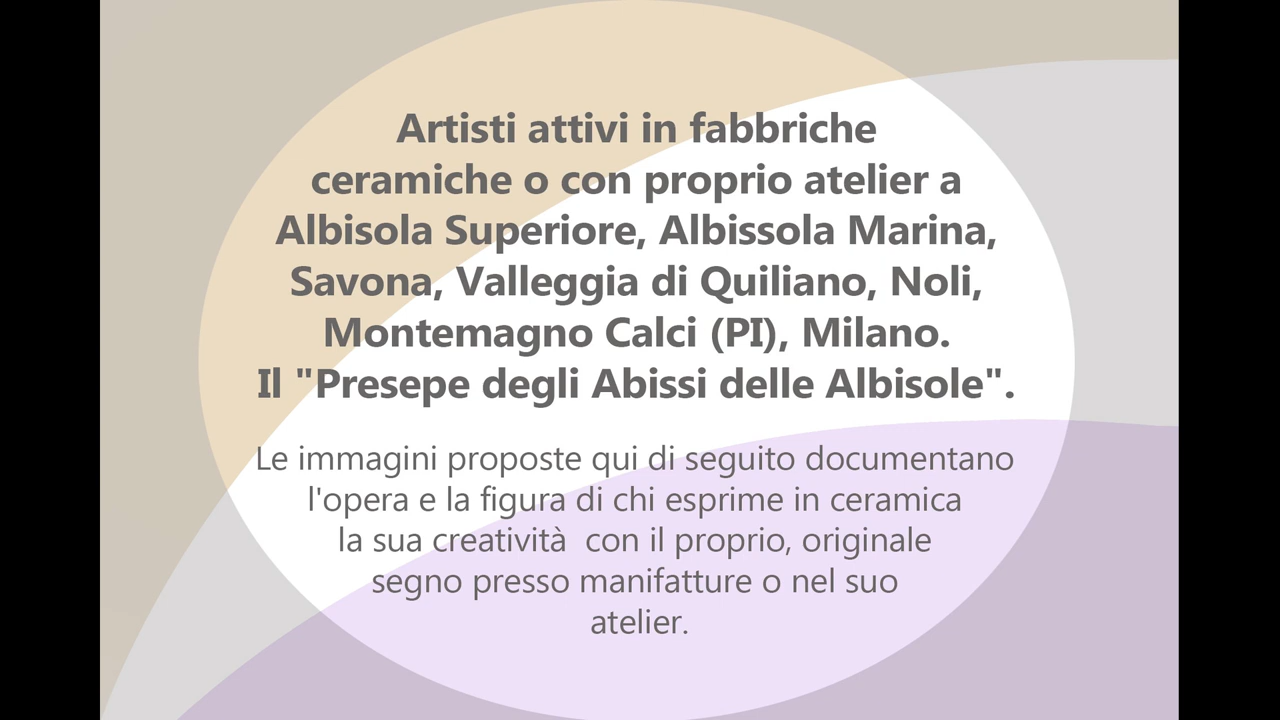 Artisti attivi in fabbriche
ceramiche o con proprio atelier a
Albisola Superiore, Albissola Marina,
Savona, Valleggia di Quiliano, Noli,
Montemagno Calci (PI), Milano.
Il "Presepe degli Abissi delle Albisole".
Le immagini proposte qui di seguito documentano
l'opera e la figura di chi esprime in ceramica
la sua creatività  con il proprio, originale
segno presso manifatture o nel suo
atelier.